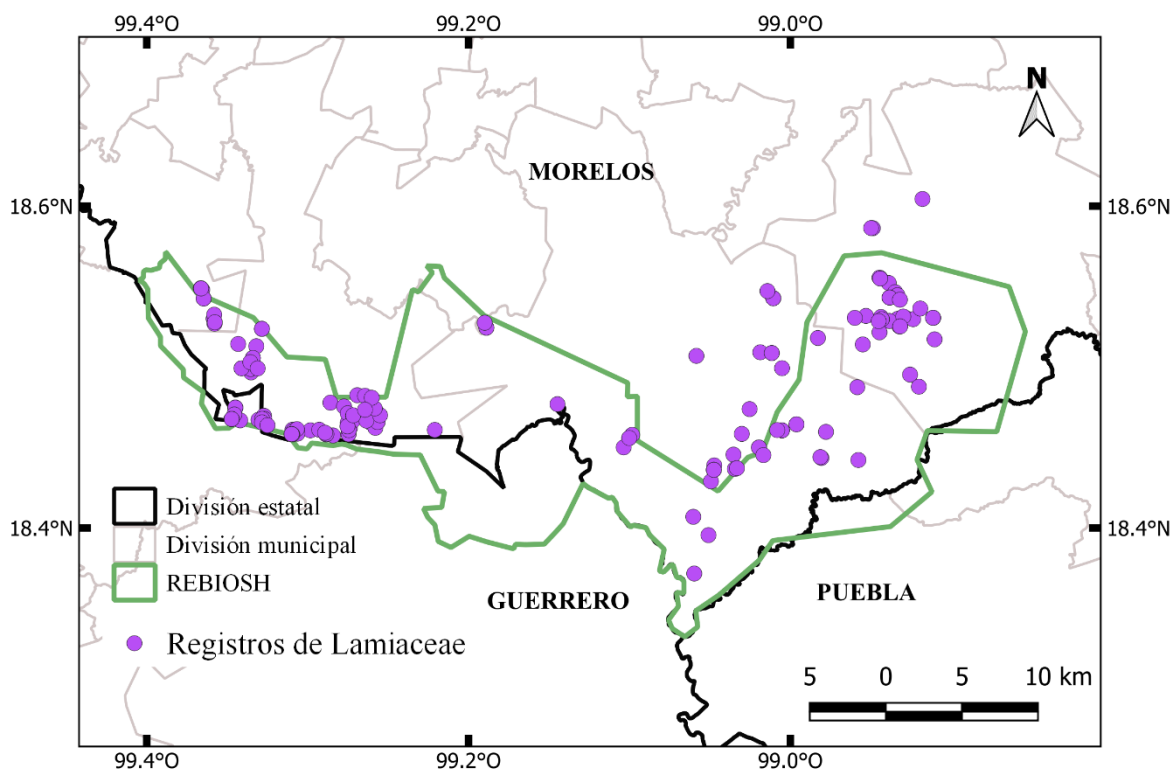 99.4°O 99.2°O 99.0°O
N
MORELOS
18.6°N 18.6°N
División estatal
18.4°N 18.4°N
División municipal
REBIOSH
GUERRERO PUEBLA
Registros de Lamiaceae
5 0 5 10 km
99.4°O 99.2°O 99.0°O